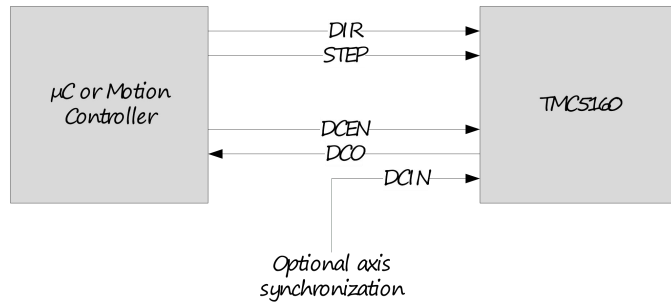 DIR
STEP
µC or Motion
Controller
TMC5160
DCEN
DCO
DCIN
Optional axis
synchronization